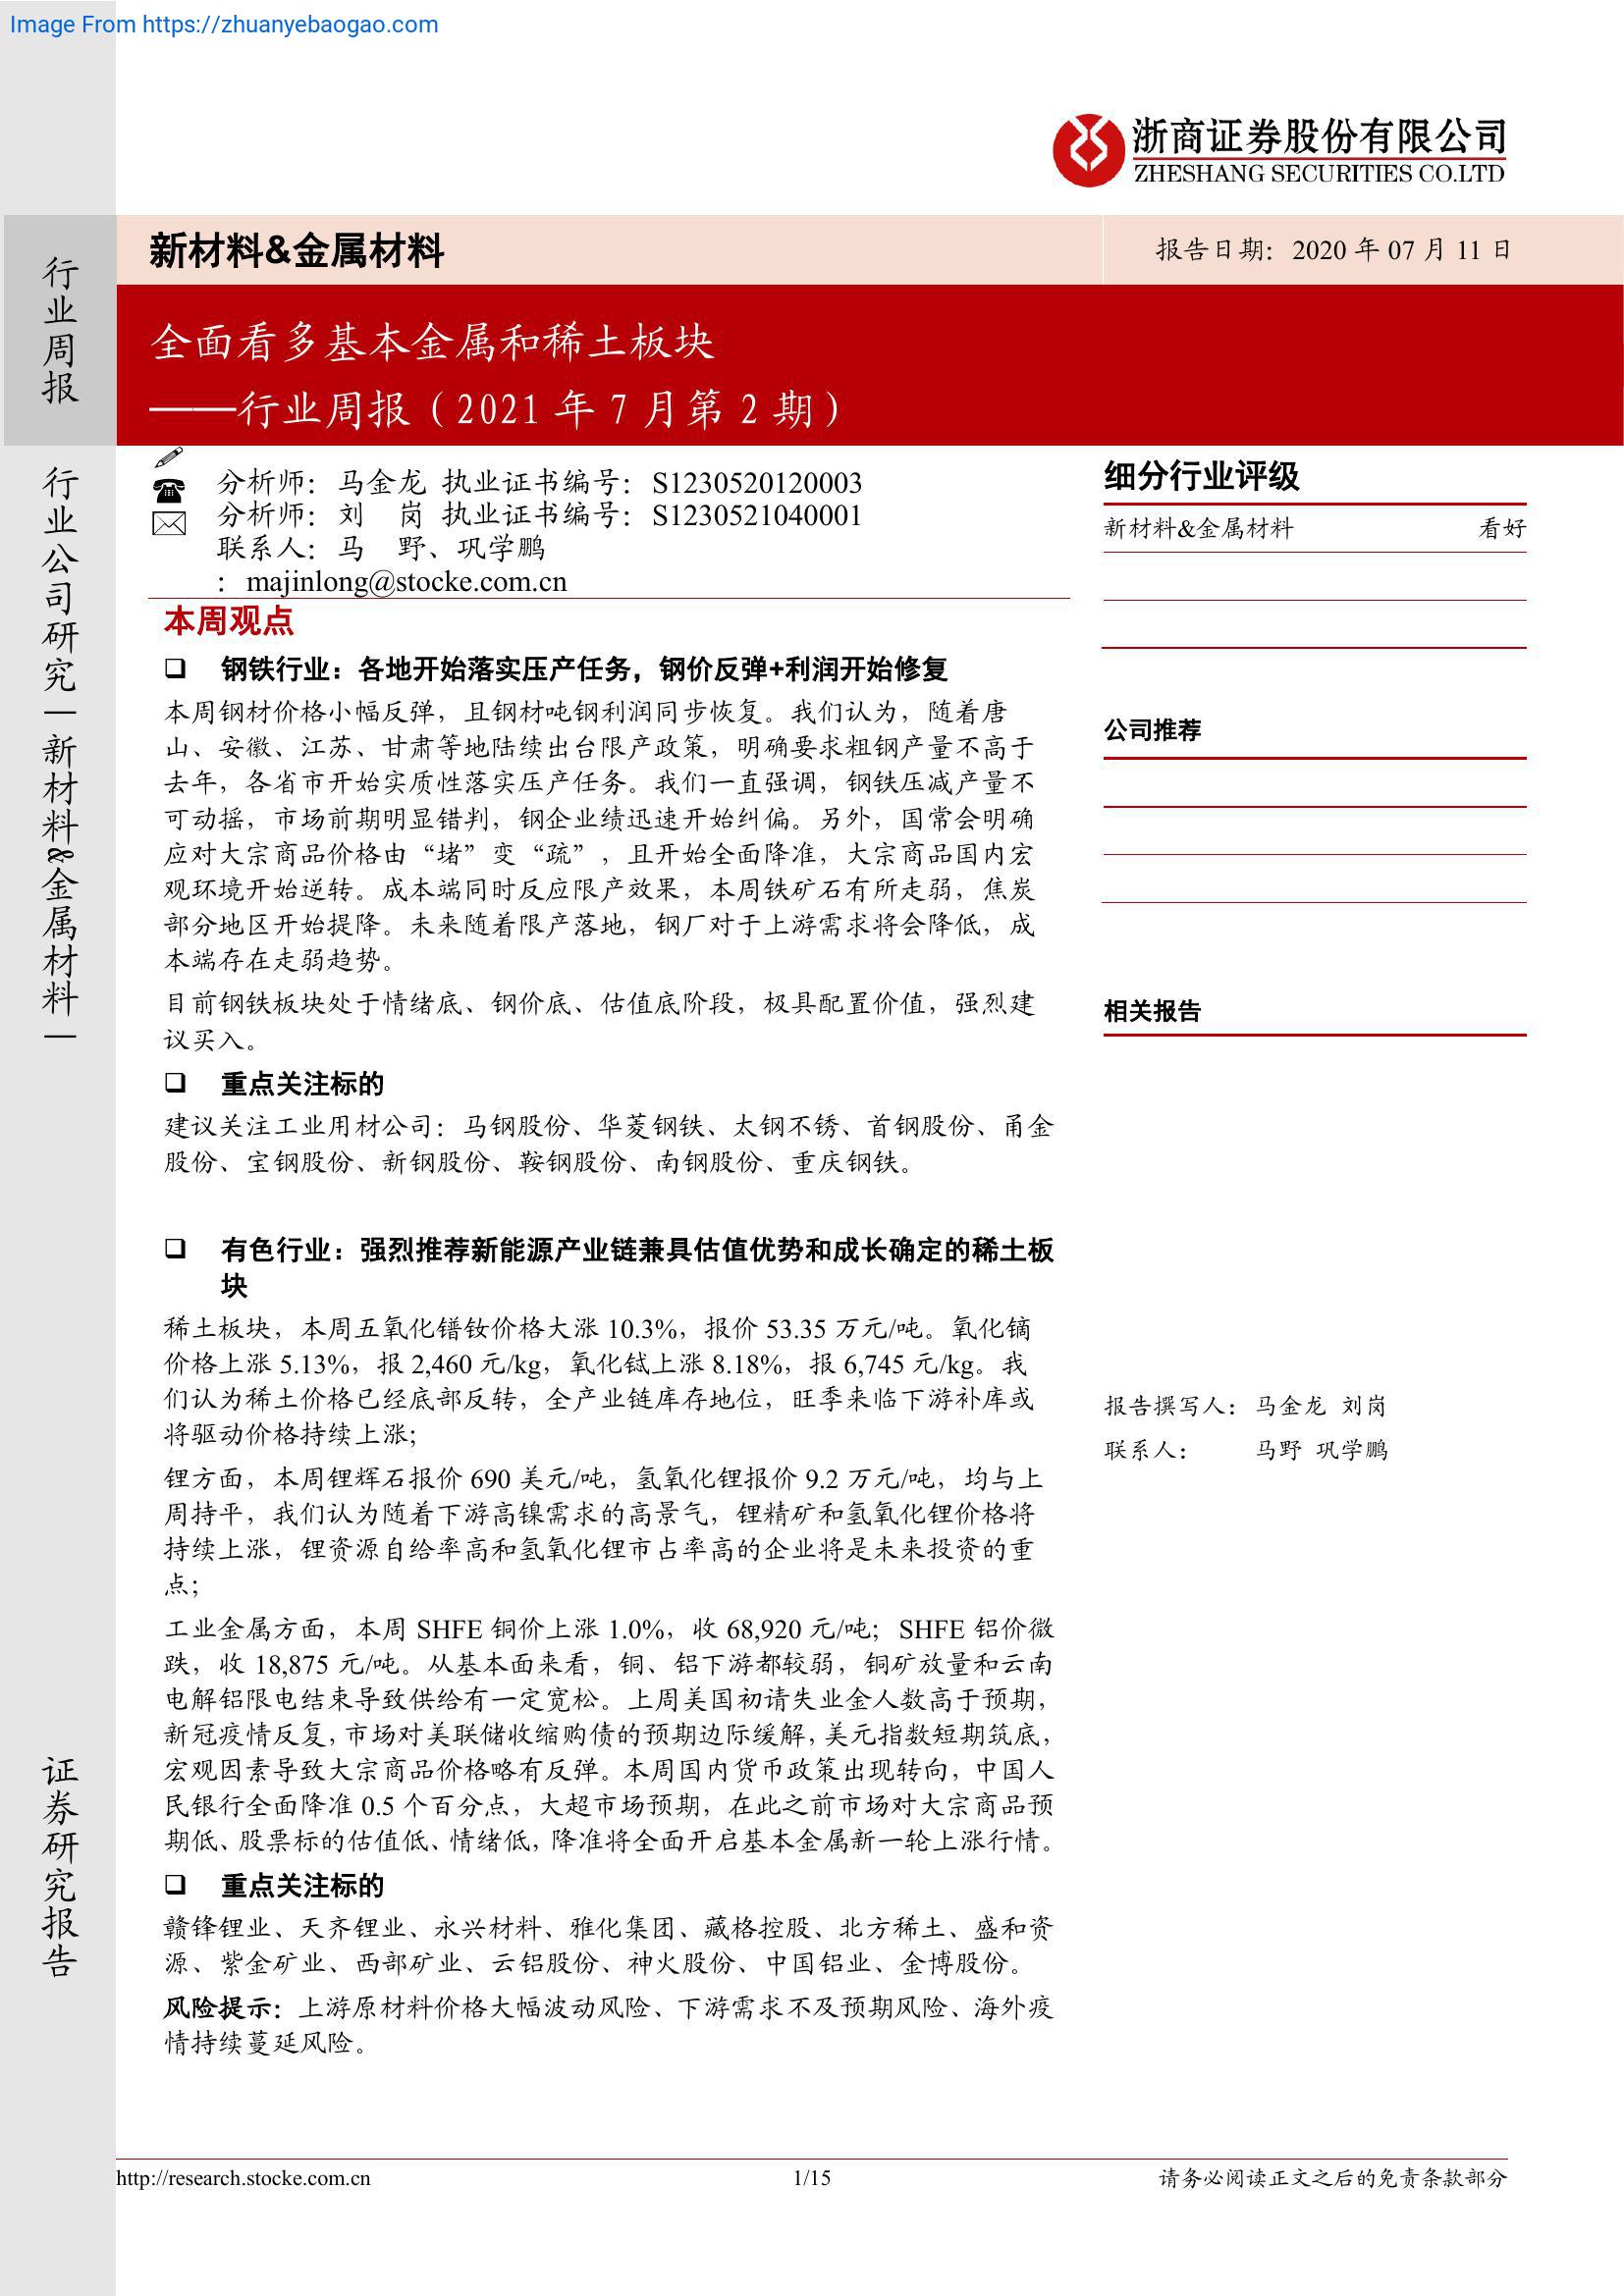 Image From https://zhuanyebaogao.com
浙商证券股份有限公司
ZHESHANG SECURITIES CO.LTD
新材料&金属材料
报告日期：2020 年 07 月 11 日
行业周报
全面看多基本金属和稀土板块
——行业周报（2021 年 7 月第 2 期）
行业公司研究—新材料&金属材料—
分析师：马金龙 执业证书编号：S1230520120003
分析师：刘　岗 执业证书编号：S1230521040001
联系人：马　野、巩学鹏
：majinlong@stocke.com.cn
本周观点
❑ 钢铁行业：各地开始落实压产任务，钢价反弹+利润开始修复
本周钢材价格小幅反弹，且钢材吨钢利润同步恢复。我们认为，随着唐
山、安徽、江苏、甘肃等地陆续出台限产政策，明确要求粗钢产量不高于
去年，各省市开始实质性落实压产任务。我们一直强调，钢铁压减产量不
可动摇，市场前期明显错判，钢企业绩迅速开始纠偏。另外，国常会明确
应对大宗商品价格由“堵”变“疏”，且开始全面降准，大宗商品国内宏
观环境开始逆转。成本端同时反应限产效果，本周铁矿石有所走弱，焦炭
部分地区开始提降。未来随着限产落地，钢厂对于上游需求将会降低，成
本端存在走弱趋势。
目前钢铁板块处于情绪底、钢价底、估值底阶段，极具配置价值，强烈建
议买入。
❑ 重点关注标的
建议关注工业用材公司：马钢股份、华菱钢铁、太钢不锈、首钢股份、甬金
股份、宝钢股份、新钢股份、鞍钢股份、南钢股份、重庆钢铁。
❑ 有色行业：强烈推荐新能源产业链兼具估值优势和成长确定的稀土板
块
稀土板块，本周五氧化镨钕价格大涨 10.3%，报价 53.35 万元/吨。氧化镝
价格上涨 5.13%，报 2,460 元/kg，氧化铽上涨 8.18%，报 6,745 元/kg。我
们认为稀土价格已经底部反转，全产业链库存地位，旺季来临下游补库或
将驱动价格持续上涨；
锂方面，本周锂辉石报价 690 美元/吨，氢氧化锂报价 9.2 万元/吨，均与上
周持平，我们认为随着下游高镍需求的高景气，锂精矿和氢氧化锂价格将
持续上涨，锂资源自给率高和氢氧化锂市占率高的企业将是未来投资的重
点；
工业金属方面，本周 SHFE 铜价上涨 1.0%，收 68,920 元/吨；SHFE 铝价微
跌，收 18,875 元/吨。从基本面来看，铜、铝下游都较弱，铜矿放量和云南
电解铝限电结束导致供给有一定宽松。上周美国初请失业金人数高于预期，
新冠疫情反复，市场对美联储收缩购债的预期边际缓解，美元指数短期筑底，
宏观因素导致大宗商品价格略有反弹。本周国内货币政策出现转向，中国人
民银行全面降准 0.5 个百分点，大超市场预期，在此之前市场对大宗商品预
期低、股票标的估值低、情绪低，降准将全面开启基本金属新一轮上涨行情。
❑ 重点关注标的
赣锋锂业、天齐锂业、永兴材料、雅化集团、藏格控股、北方稀土、盛和资
源、紫金矿业、西部矿业、云铝股份、神火股份、中国铝业、金博股份。
风险提示：上游原材料价格大幅波动风险、下游需求不及预期风险、海外疫
情持续蔓延风险。
细分行业评级
新材料&金属材料　看好
公司推荐
相关报告
报告撰写人：马金龙 刘岗
联系人：　马野 巩学鹏
证券研究报告
http://research.stocke.com.cn
1/15
请务必阅读正文之后的免责条款部分